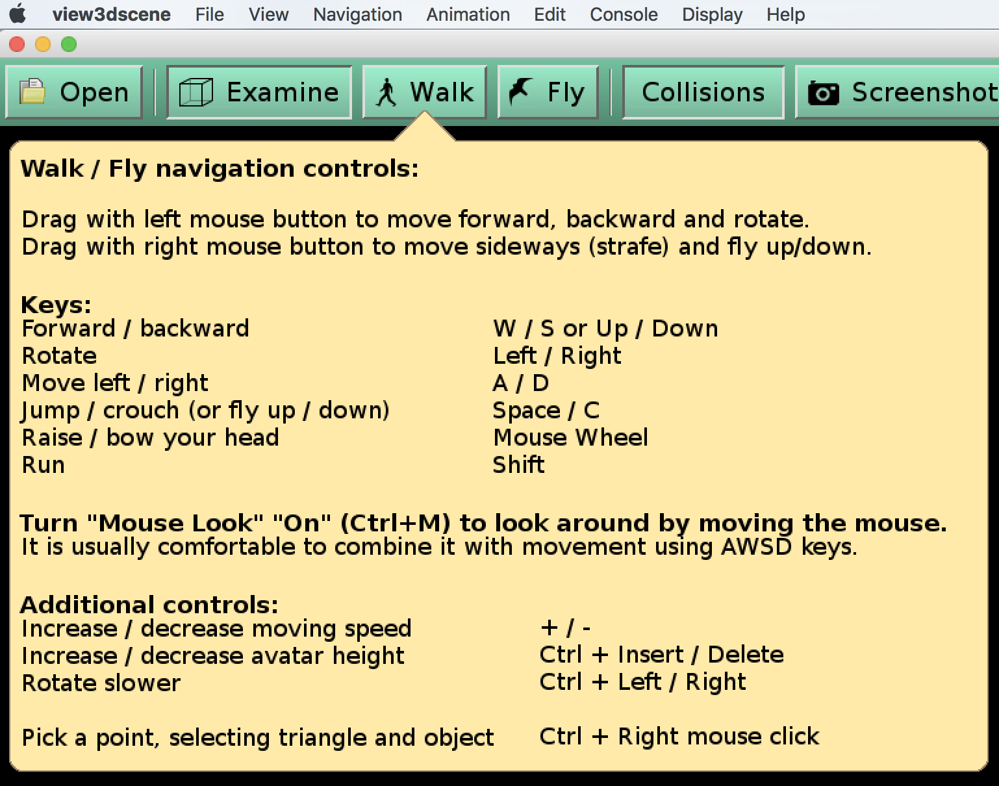 view3dscene File View Navigation Animation Edit Console Display Help
Open Examine Walk Fly Collisions Screenshot
Walk / Fly navigation controls:
Drag with left mouse button to move forward, backward and rotate.
Drag with right mouse button to move sideways (strafe) and fly up/down.
Keys:
Forward / backward W / S or Up / Down
Rotate Left / Right
Move left / right A / D
Jump / crouch (or fly up / down) Space / C
Raise / bow your head Mouse Wheel
Run Shift
Turn "Mouse Look" "On" (Ctrl+M) to look around by moving the mouse.
It is usually comfortable to combine it with movement using AWSD keys.
Additional controls:
Increase / decrease moving speed + / -
Increase / decrease avatar height Ctrl + Insert / Delete
Rotate slower Ctrl + Left / Right
Pick a point, selecting triangle and object Ctrl + Right mouse click